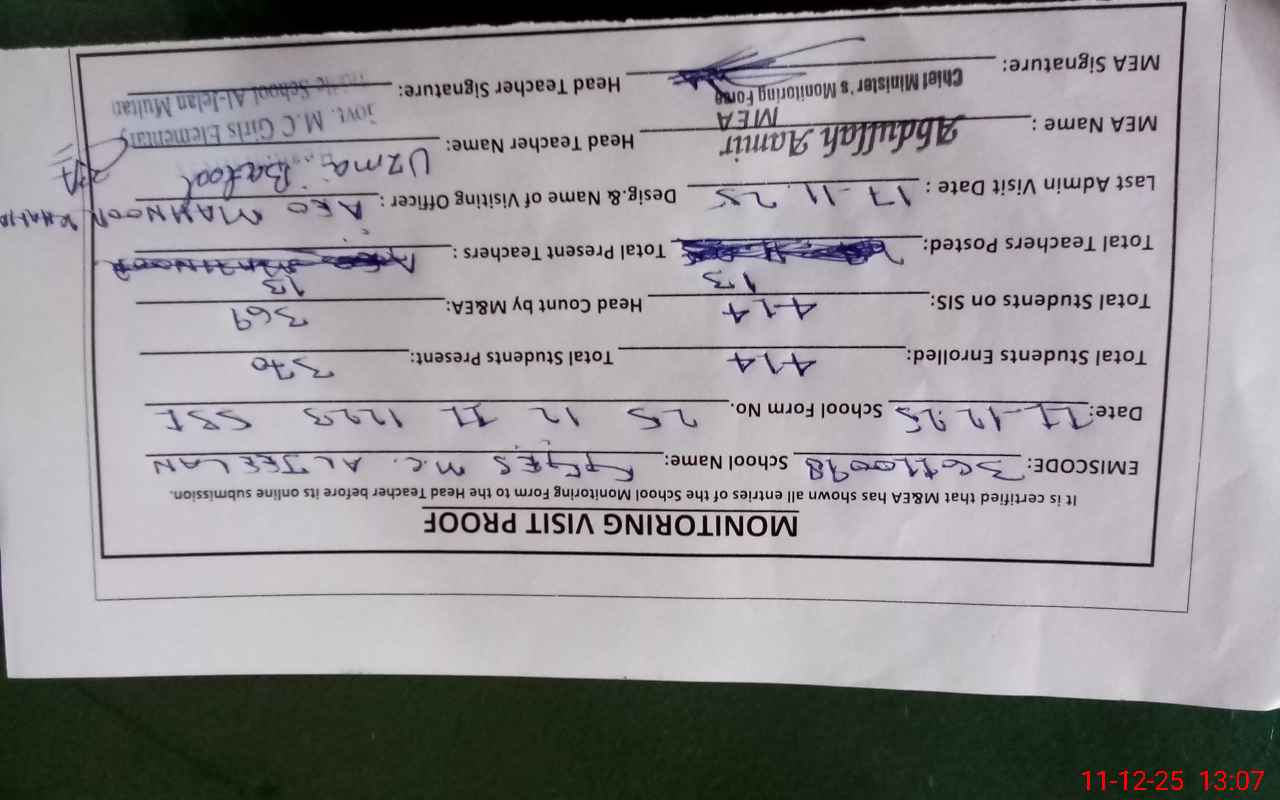 MONITORING VISIT PROOF
It is certified that M&EA has shown all entries of the School Monitoring Form to the Head Teacher before its online submission.
EMISCODE: School Name: M.C. AL JEELAN
Date: 11-12-25 School Form No. 25 12 11 1223
Total Students Enrolled: 414 Total Students Present: 370
Total Students on SIS: 414 Head Count by M&EA: 369
Total Teachers Posted: 13 Total Present Teachers: 13
Last Admin Visit Date : 17-11-25 Desig.&.Name of Visiting Officer : AEO MAHNOOR
MEA Name : Abdullah Aamir Head Teacher Name: Uzma Batool
MEA
MEA Signature: Chief Minister's Monitoring Force Head Teacher Signature:
Govt. M.C Girls Elementary
School Al-Jelan Multan
11-12-25 13:07